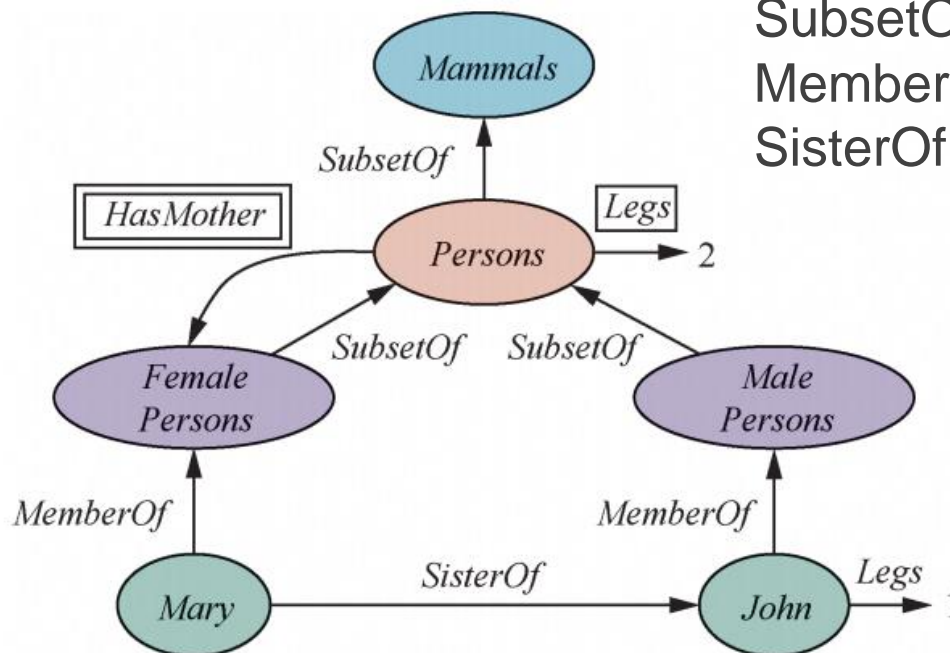 SubsetO
Member
SisterOf
Mammals
SubsetOf
HasMother
Legs
Persons
2
SubsetOf
SubsetOf
Female
Persons
Male
Persons
MemberOf
MemberOf
SisterOf
Legs
Mary
John